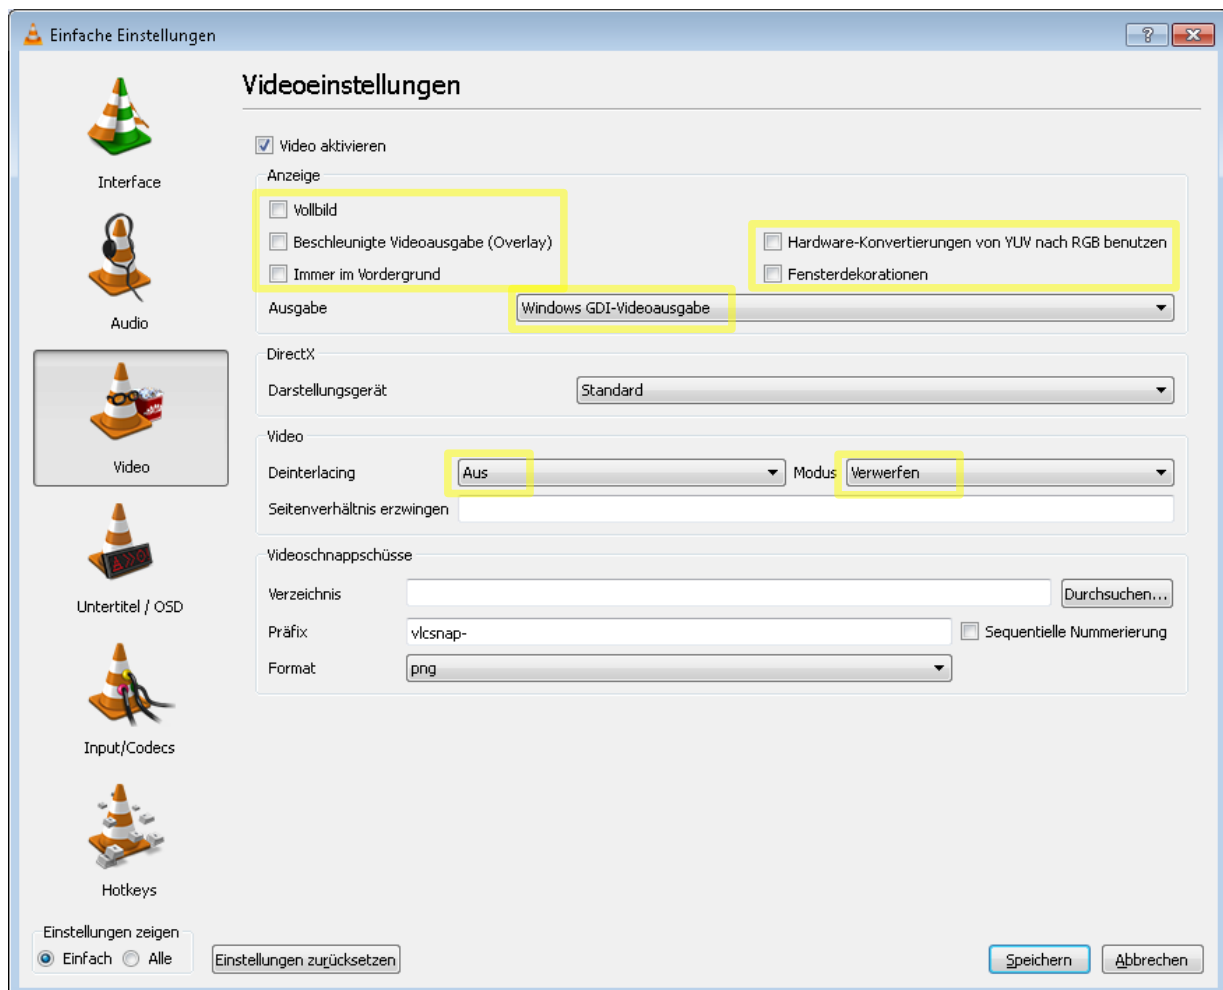 Einfache Einstellungen
Videoeinstellungen
Interface
Audio
Video
Untertitel / OSD
Input/Codecs
Hotkeys
Video aktivieren
Anzeige
Vollbild
Beschleunigte Videoausgabe (Overlay) Hardware-Konvertierungen von YUV nach RGB benutzen
Immer im Vordergrund Fensterdekorationen
Ausgabe Windows GDI-Videoausgabe
DirectX
Darstellungsgerät Standard
Video
Deinterlacing Aus Modus Verwerfen
Seitenverhältnis erzwingen
Videoschnappschüsse
Verzeichnis Durchsuchen...
Präfix vlcsnap- Sequentielle Nummerierung
Format png
Einstellungen zeigen
Einfach Alle Einstellungen zurücksetzen Speichern Abbrechen